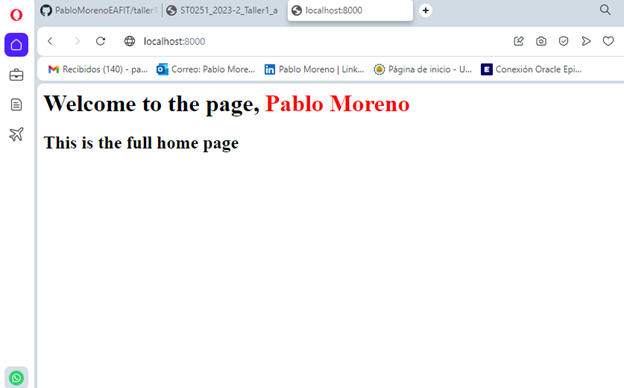 PabloMorenoEAFIT/taller1
ST0251_2023-2_Taller1_a
localhost:8000
localhost:8000
Recibidos (140) - pa...
Correo: Pablo More...
Pablo Moreno | Link...
Página de inicio - U...
Conexión Oracle Epi...
Welcome to the page, Pablo Moreno
This is the full home page